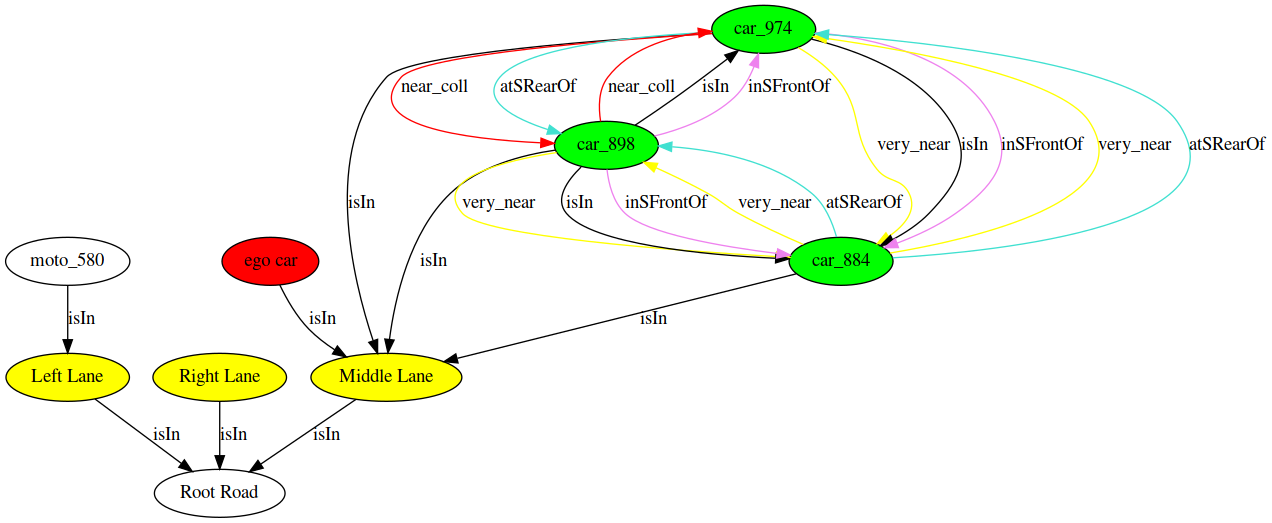 car_974
near_coll atSRearOf near_coll isIn inSFrontOf
car_898 very_near isIn inSFrontOf very_near atSRearOf
isIn very_near isIn inSFrontOf very_near atSRearOf
moto_580 ego car isIn car_884
isIn isIn isIn
Left Lane Right Lane Middle Lane
isIn isIn isIn
Root Road